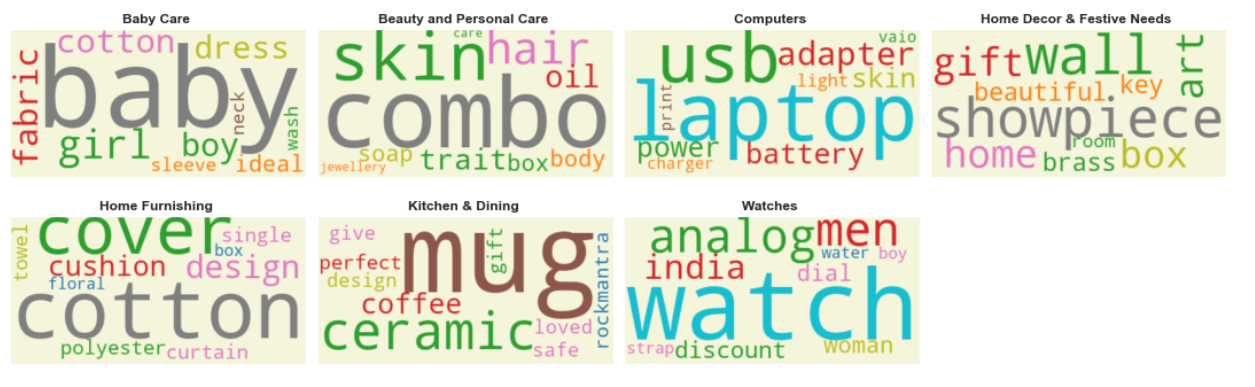 Baby Care
cotton
dress
fabric
baby
neck
wash
girl
boy
sleeve
ideal
Beauty and Personal Care
care
skin
hair
oil
combo
soap
trait
box
body
jewellery
Computers
vaio
usb
adapter
light
skin
print
laptop
power
battery
charger
Home Decor & Festive Needs
gift
wall
art
beautiful
key
showpiece
room
home
brass
box
Home Furnishing
towel
cover
single
box
cushion
design
floral
cotton
polyester
curtain
Kitchen & Dining
give
mug
gift
rockmantra
perfect
design
coffee
ceramic
loved
safe
Watches
analog
men
water
boy
india
dial
watch
strap
discount
woman